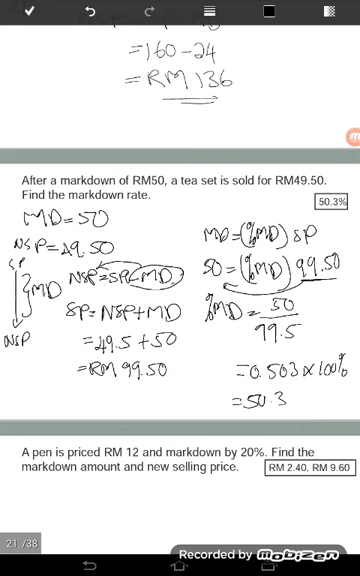 =160-24
=RM 136
After a markdown of RM50, a tea set is sold for RM49.50.
Find the markdown rate.
50.3%
MD=50
NSP=49.50
SP
}MD
NSP
NSP=SP-MD
SP=NSP+MD
=49.5+50
=RM 99.50
MD=(%MD) SP
50=(%MD) 99.50
%MD=50
99.5
=0.503×100%
=50.3
A pen is priced RM 12 and markdown by 20%. Find the
markdown amount and new selling price.
RM 2.40, RM 9.60
21 /38
Recorded by Mobizen